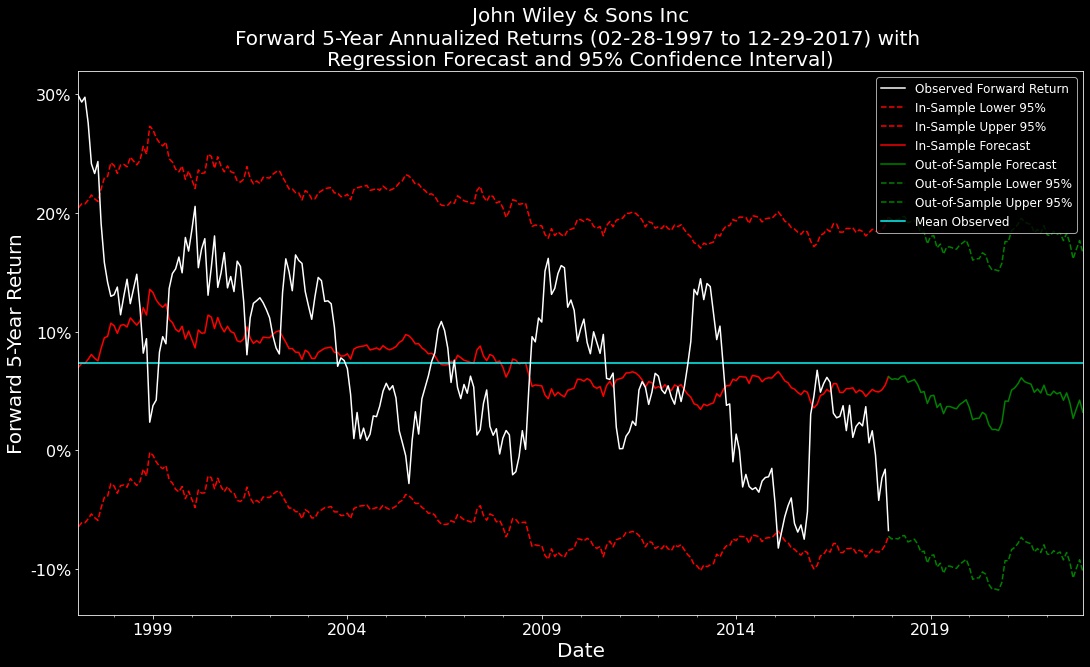 John Wiley & Sons Inc
Forward 5-Year Annualized Returns (02-28-1997 to 12-29-2017) with
Regression Forecast and 95% Confidence Interval)
Observed Forward Return
In-Sample Lower 95%
In-Sample Upper 95%
In-Sample Forecast
Out-of-Sample Forecast
Out-of-Sample Lower 95%
Out-of-Sample Upper 95%
Mean Observed
Forward 5-Year Return
30%
20%
10%
0%
-10%
1999
2004
2009
2014
2019
Date